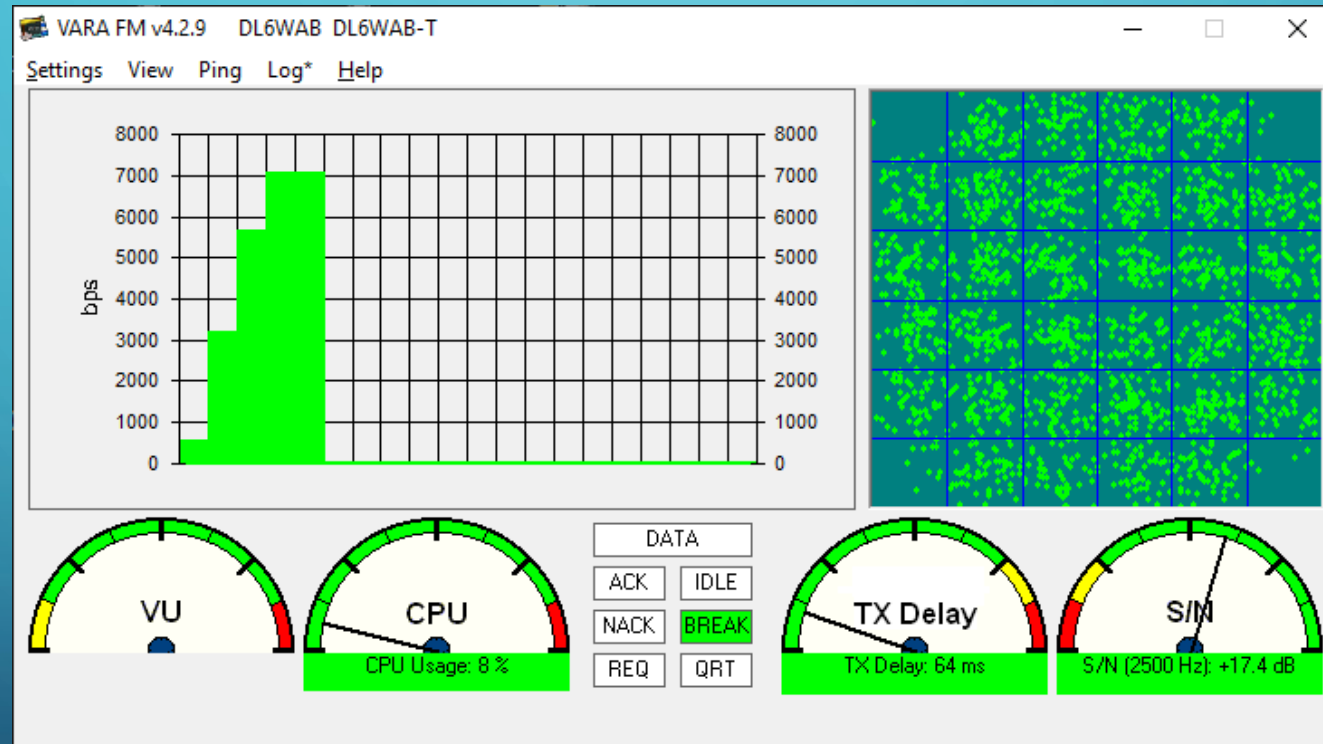 VARA FM v4.2.9 DL6WAB DL6WAB-T
Settings View Ping Log* Help
8000 8000
7000 7000
6000 6000
5000 5000
bps
4000 4000
3000 3000
2000 2000
1000 1000
0 0
VU
CPU
CPU Usage: 8 %
DATA
ACK IDLE
NACK BREAK
REQ QRT
TX Delay
TX Delay: 64 ms
S/N
S/N (2500 Hz): +17.4 dB